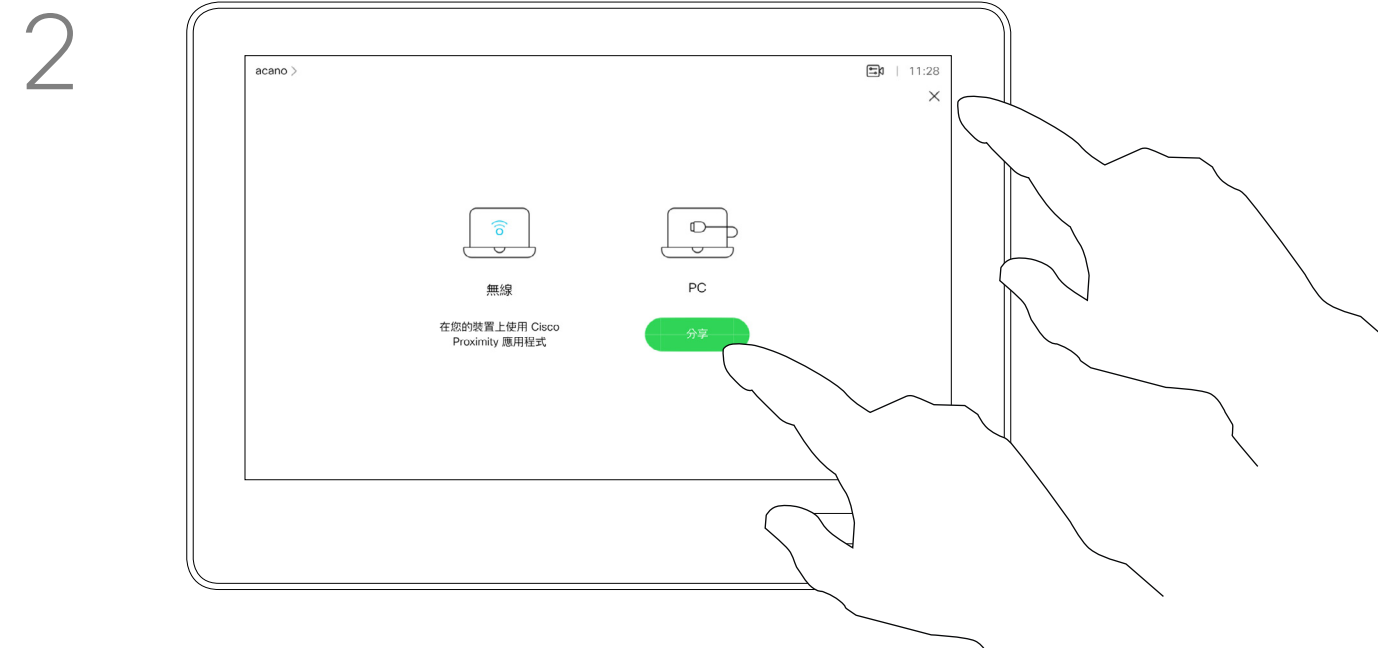 2
acano >
11:28
無線
PC
在您的裝置上使用 Cisco
Proximity 應用程式
分享